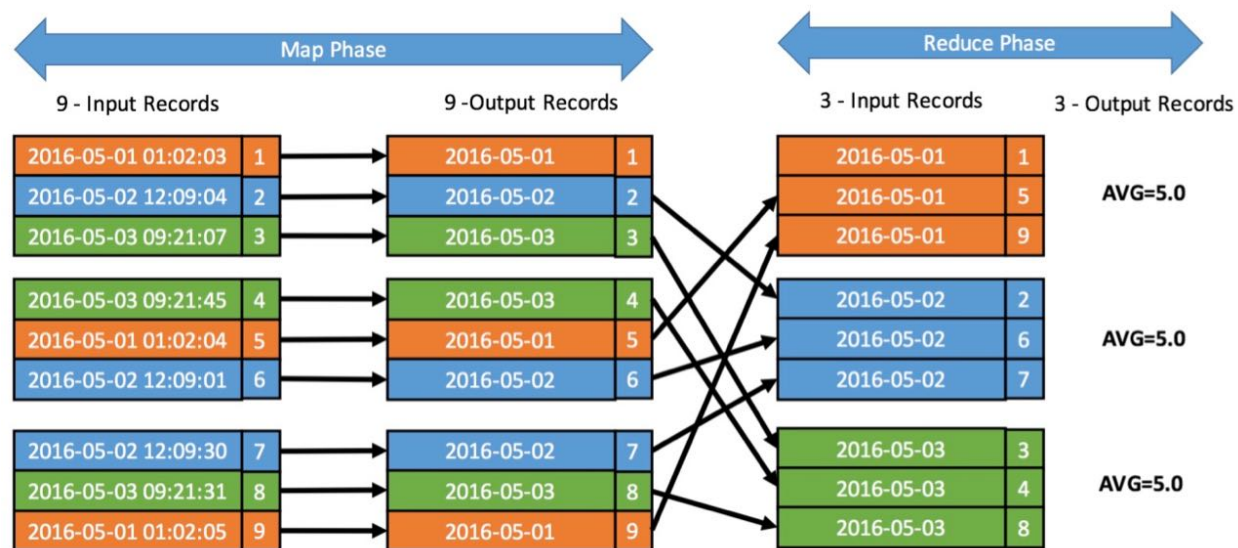 Map Phase
Reduce Phase
9 - Input Records
9 -Output Records
3 - Input Records
3 - Output Records
2016-05-01 01:02:03 1
2016-05-01 1
2016-05-01 1
2016-05-02 12:09:04 2
2016-05-02 2
2016-05-01 5
AVG=5.0
2016-05-03 09:21:07 3
2016-05-03 3
2016-05-01 9
2016-05-03 09:21:45 4
2016-05-03 4
2016-05-02 2
2016-05-01 01:02:04 5
2016-05-01 5
2016-05-02 6
AVG=5.0
2016-05-02 12:09:01 6
2016-05-02 6
2016-05-02 7
2016-05-02 12:09:30 7
2016-05-02 7
2016-05-03 3
2016-05-03 09:21:31 8
2016-05-03 8
2016-05-03 4
AVG=5.0
2016-05-01 01:02:05 9
2016-05-01 9
2016-05-03 8